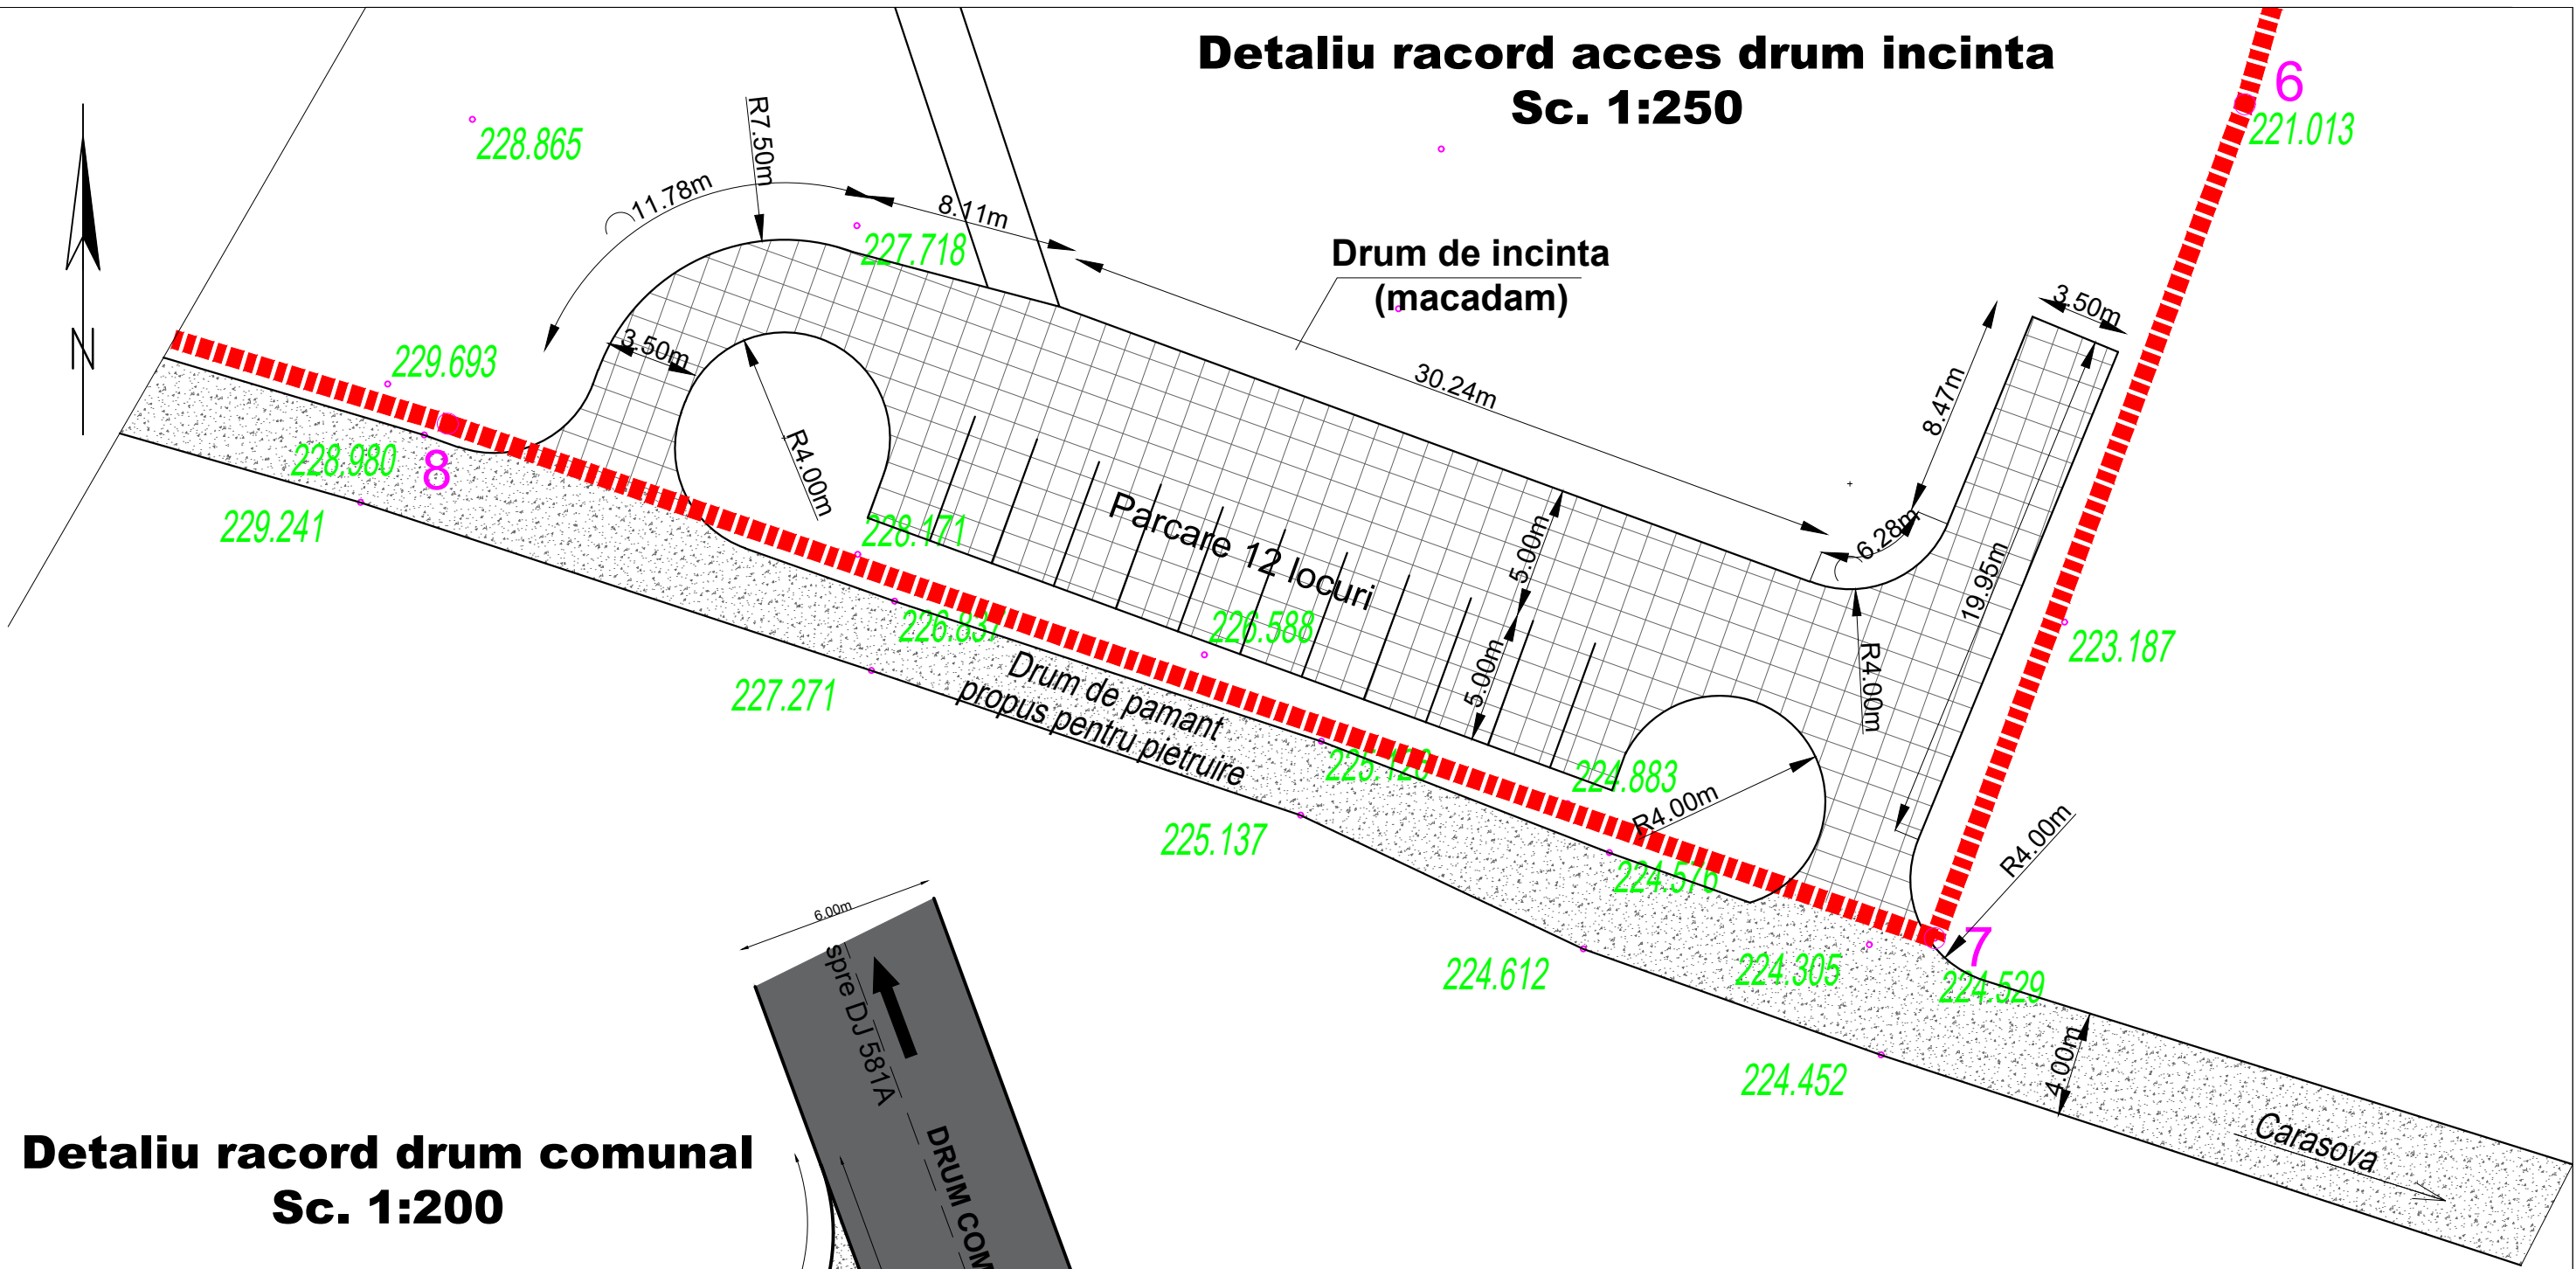 Detaliu racord acces drum incinta
Sc. 1:250
6
221.013
228.865
R7.50m
11.78m
8.11m
227.718
Drum de incinta
(macadam)
3.50m
N
229.693
3.50m
30.24m
8.47m
R4.00m
228.980
8
229.241
228.171
Parcare 12 locuri
5.00m
6.28m
19.95m
226.837
226.588
223.187
227.271
Drum de pamant
propus pentru pietruire
5.00m
R4.00m
225.137
224.883
R4.00m
R4.00m
224.576
6.00m
spre DJ 581A
224.612
224.305
7
224.529
224.452
4.00m
Carasova
Detaliu racord drum comunal
Sc. 1:200
DRUM COM